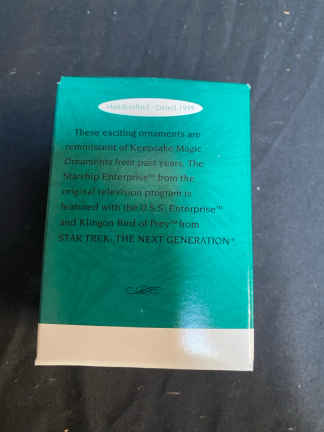 Handcrafted · Dated 1995
These exciting ornaments are
reminiscent of Keepsake Magic
Ornaments from past years. The
Starship Enterprise™ from the
original television program is
featured with the U.S.S. Enterprise™
and Klingon Bird of Prey™ from
STAR TREK: THE NEXT GENERATION®.